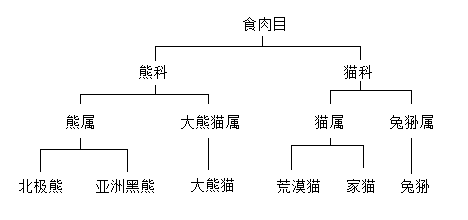 食肉目
熊科 猫科
熊属 大熊猫属 猫属 兔狲属
北极熊 亚洲黑熊 大熊猫 荒漠猫 家猫 兔狲